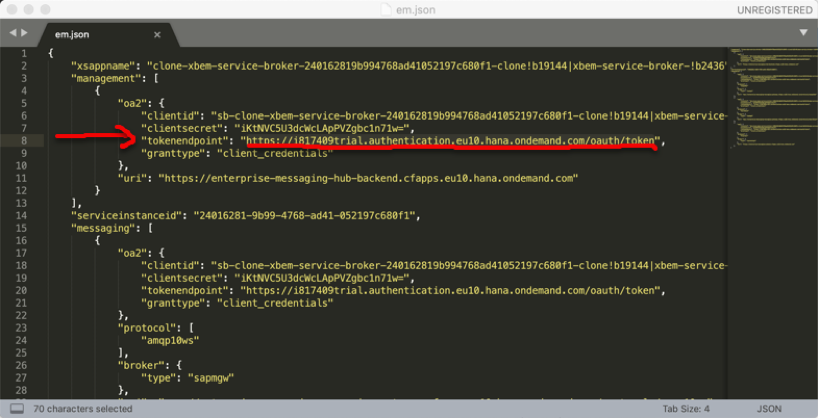 em.json
UNREGISTERED
em.json
1 {
2 "xsappname": "clone-xbem-service-broker-240162819b994768ad41052197c680f1-clone!b19144|xbem-service-broker-!b2436
3 "management": [
4 {
5 "oa2": {
6 "clientid": "sb-clone-xbem-service-broker-240162819b994768ad41052197c680f1-clone!b19144|xbem-service-
7 "clientsecret": "iKtNVC5U3dcWcLApPVZgbc1n71w=",
8 "tokenendpoint": "https://i817409trial.authentication.eu10.hana.ondemand.com/oauth/token",
9 "granttype": "client_credentials"
10 },
11 "uri": "https://enterprise-messaging-hub-backend.cfapps.eu10.hana.ondemand.com"
12 }
13 ],
14 "serviceinstanceid": "24016281-9b99-4768-ad41-052197c680f1",
15 "messaging": [
16 {
17 "oa2": {
18 "clientid": "sb-clone-xbem-service-broker-240162819b994768ad41052197c680f1-clone!b19144|xbem-service-
19 "clientsecret": "iKtNVC5U3dcWcLApPVZgbc1n71w=",
20 "tokenendpoint": "https://i817409trial.authentication.eu10.hana.ondemand.com/oauth/token",
21 "granttype": "client_credentials"
22 },
23 "protocol": [
24 "amqp10ws"
25 ],
26 "broker": {
27 "type": "sapmgw"
28 },
70 characters selected
Tab Size: 4
JSON